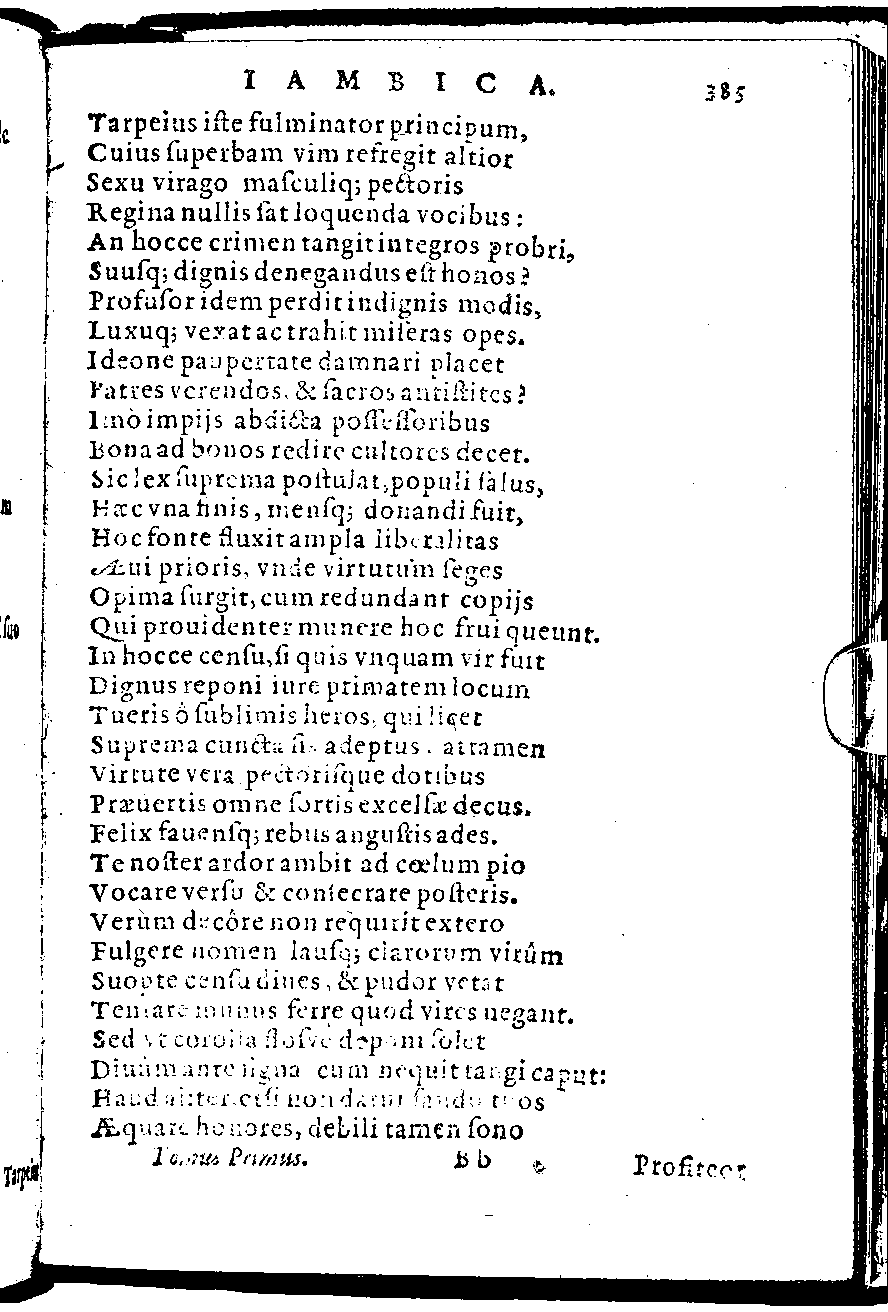 IAMBICA. 385
Tarpeius iſte fulminator principum,
Cuius ſuperbam vim refregit altior
Sexu virago maſculiq; pectoris
Regina nullis ſat loquenda vocibus:
An hocce crimen tangit integros probri,
Suuſq; dignis denegandus eſt honos?
Profuſor idem perdit indignis modis,
Luxuq; vexat ac trahit miſeras opes.
Ideone paupertate damnari placet
Patres verendos, & ſacros antiſtites?
Imò impijs abdicta poſſeſſoribus
Bona ad bonos redire cultores decet.
Sic lex ſuprema poſtulat, populi ſalus,
Hæc vna finis, menſq; donandi fuit,
Hoc fonte fluxit ampla liberalitas
Æui prioris, vnde virtutum ſeges
Opima ſurgit, cum redundant copijs
Qui prouidenter munere hoc frui queunt.
In hocce cenſu, ſi quis vnquam vir fuit
Dignus reponi iure primatem locum
Tueris ô ſublimis heros, qui licet
Suprema cuncta ſis adeptus, attamen
Virtute vera pectoriſque dotibus
Præuertis omne ſortis excelſæ decus.
Felix fauenſq; rebus anguſtis ades.
Te noſter ardor ambit ad cœlum pio
Vocare verſu & conſecrare poſteris.
Verùm decôre non requirit extero
Fulgere nomen lauſq; clarorum virûm
Suopte cenſu diues, & pudor vetat
Tentare munus ferre quod vires negant.
Sed vt corolla floſve deponi ſolet
Diuûm ante ſigna cum nequit tangi caput:
Haud aliter, etſi non datur fando tuos
Æquare honores, debili tamen ſono
Tomus Primus. Bb Profiteor
Tarpeius
ſuo